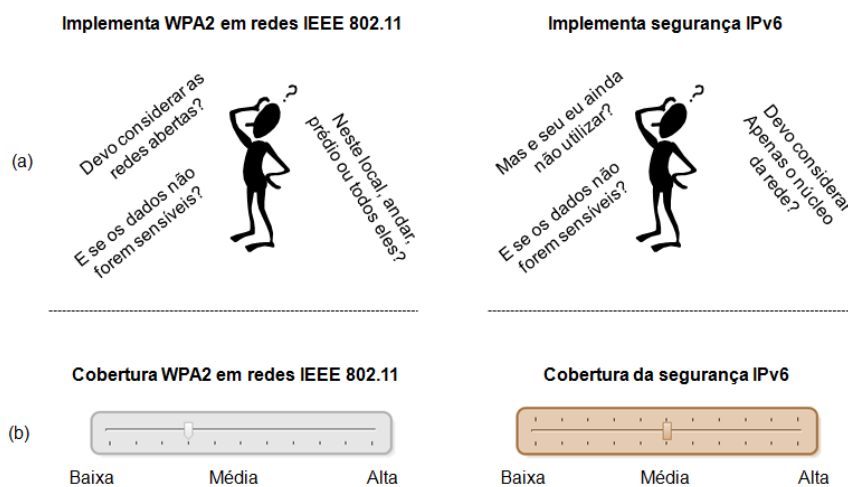 Implementa WPA2 em redes IEEE 802.11
Implementa segurança IPv6
(a)
Devo considerar as
redes abertas?
?
Neste local, andar,
prédio ou todos eles?
E se os dados não
forem sensíveis?
Mas e seu eu ainda
não utilizar?
?
Devo considerar
Apenas o núcleo
da rede?
E se os dados não
forem sensíveis?
Cobertura WPA2 em redes IEEE 802.11
Cobertura da segurança IPv6
(b)
Baixa Média Alta
Baixa Média Alta